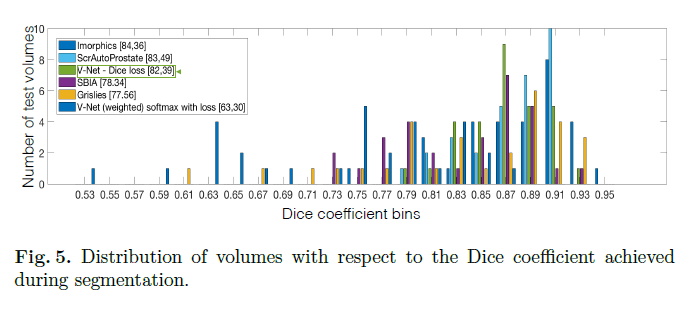 Number of test volumes
10
8
6
4
2
0
Imorphics [84,36]
ScrAutoProstate [83,49]
V-Net - Dice loss [82,39]
SBIA [78.34]
Grislies [77.56]
V-Net (weighted) softmax with loss [63,30]
0.53 0.55 0.57 0.59 0.61 0.63 0.65 0.67 0.69 0.71 0.73 0.75 0.77 0.79 0.81 0.83 0.85 0.87 0.89 0.91 0.93 0.95
Dice coefficient bins
Fig. 5. Distribution of volumes with respect to the Dice coefficient achieved
during segmentation.